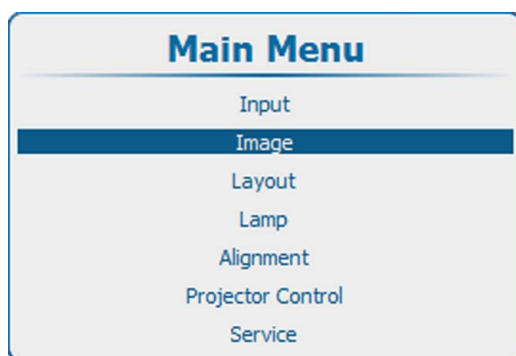 Main Menu
Input
Image
Layout
Lamp
Alignment
Projector Control
Service